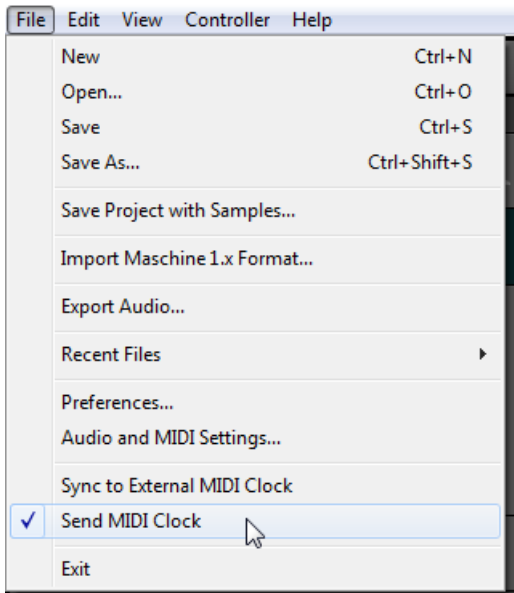 File Edit View Controller Help
New Ctrl+N
Open... Ctrl+O
Save Ctrl+S
Save As... Ctrl+Shift+S
Save Project with Samples...
Import Maschine 1.x Format...
Export Audio...
Recent Files
Preferences...
Audio and MIDI Settings...
Sync to External MIDI Clock
Send MIDI Clock
Exit